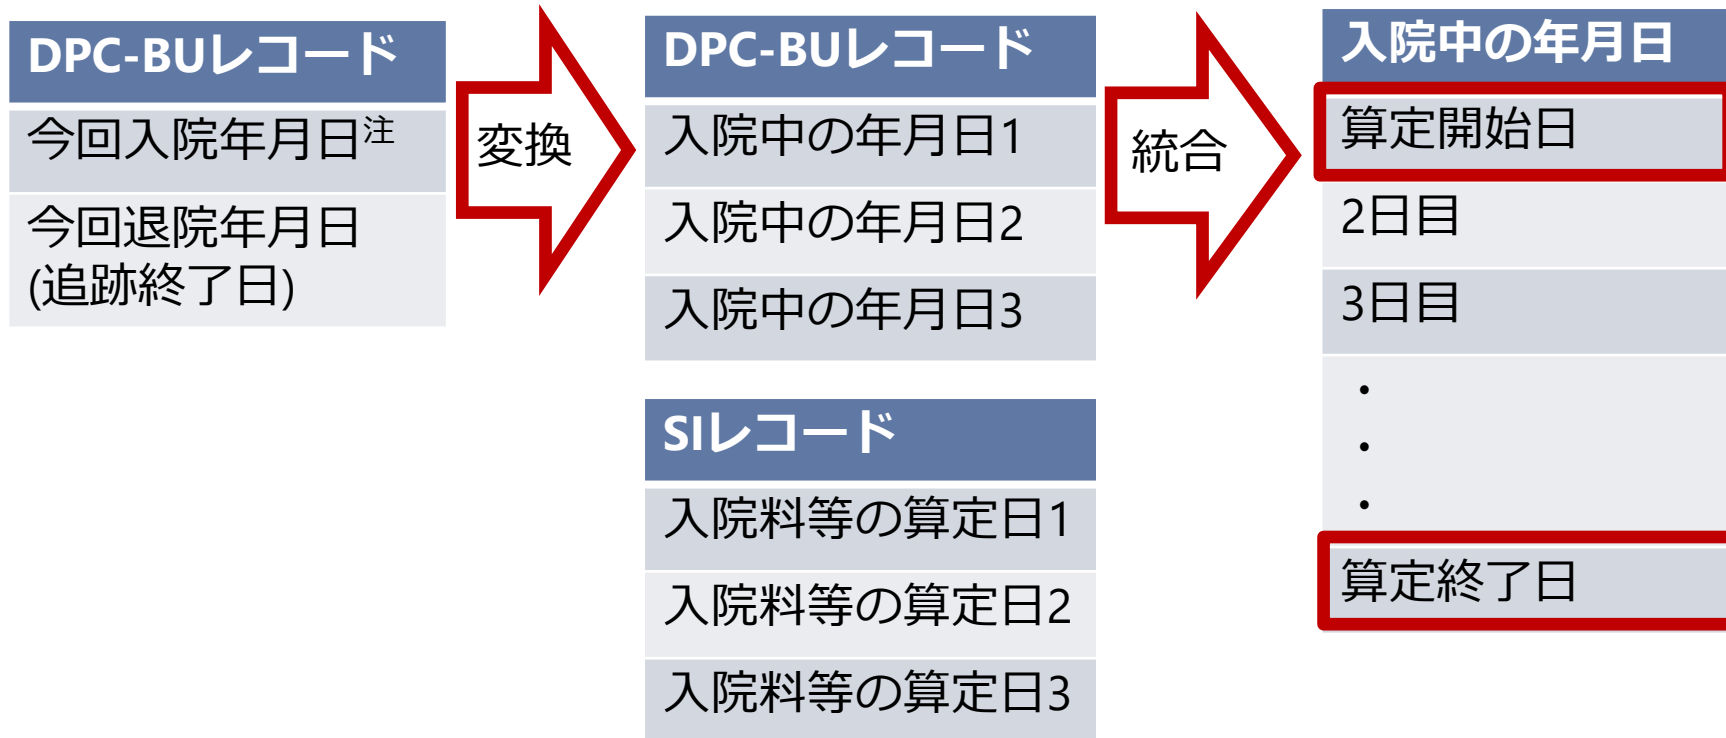 DPC-BUレコード
今回入院年月日注
今回退院年月日
(追跡終了日)
変換
DPC-BUレコード
入院中の年月日1
入院中の年月日2
入院中の年月日3
SIレコード
入院料等の算定日1
入院料等の算定日2
入院料等の算定日3
統合
入院中の年月日
算定開始日
2日目
3日目
・
・
・
算定終了日